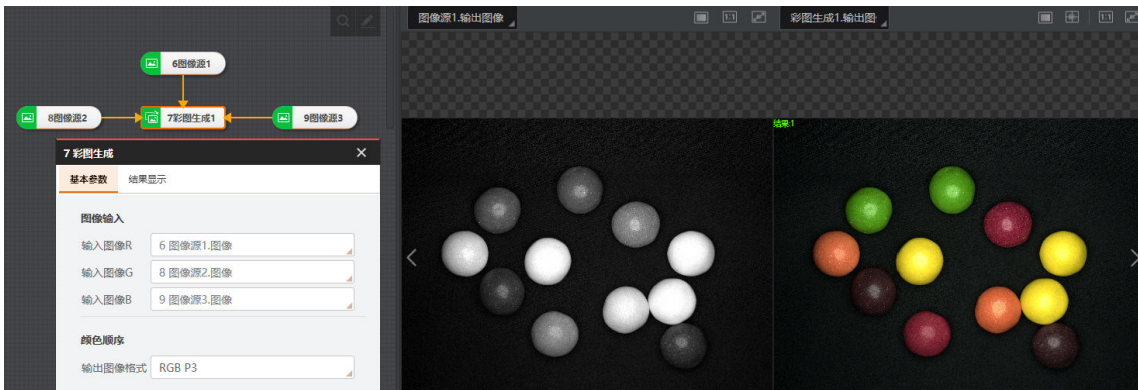 图像源1.输出图像
1:1
彩图生成1.输出图
1:1
6图像源1
8图像源2
7彩图生成1
9图像源3
结果:1
7 彩图生成
基本参数 结果显示
图像输入
输入图像R 6 图像源1.图像
输入图像G 8 图像源2.图像
输入图像B 9 图像源3.图像
颜色顺序
输出图像格式 RGB P3